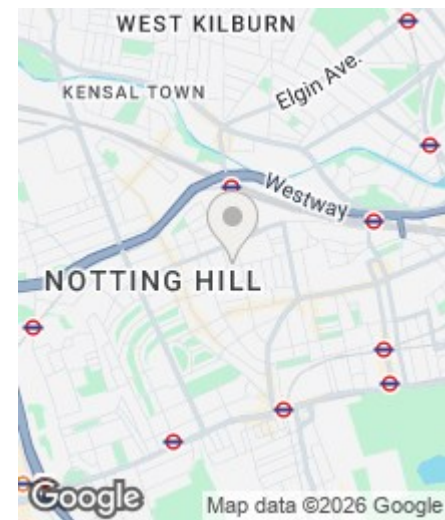 WEST KILBURN
KENSAL TOWN
Elgin Ave.
Westway
NOTTING HILL
Google
Map data ©2026 Google